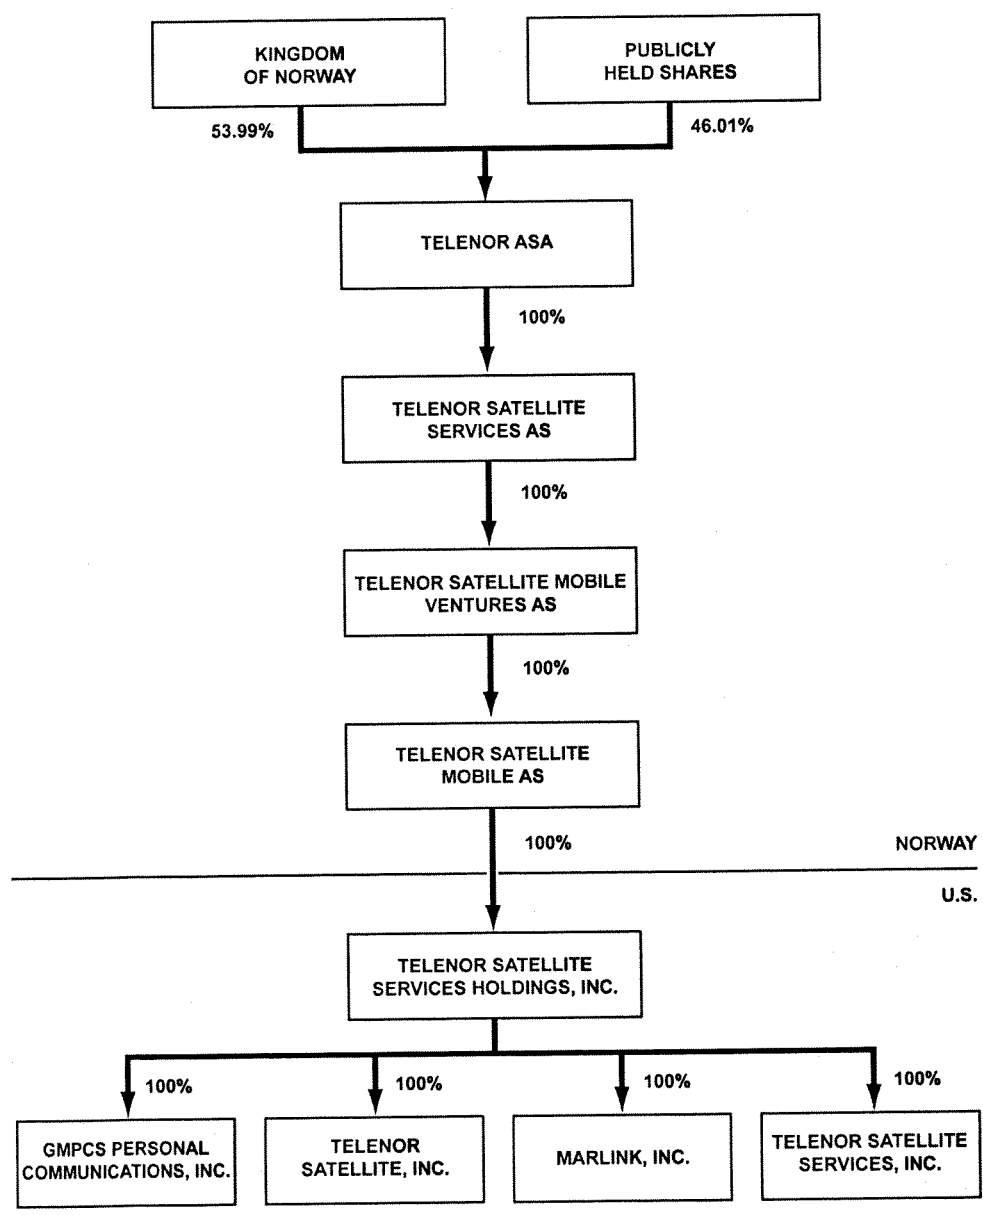 KINGDOM
OF NORWAY
PUBLICLY
HELD SHARES
53.99%
46.01%
TELENOR ASA
100%
TELENOR SATELLITE
SERVICES AS
100%
TELENOR SATELLITE MOBILE
VENTURES AS
100%
TELENOR SATELLITE
MOBILE AS
100%
NORWAY
U.S.
TELENOR SATELLITE
SERVICES HOLDINGS, INC.
100%
100%
100%
100%
GMPCS PERSONAL
COMMUNICATIONS, INC.
TELENOR
SATELLITE, INC.
MARLINK, INC.
TELENOR SATELLITE
SERVICES, INC.